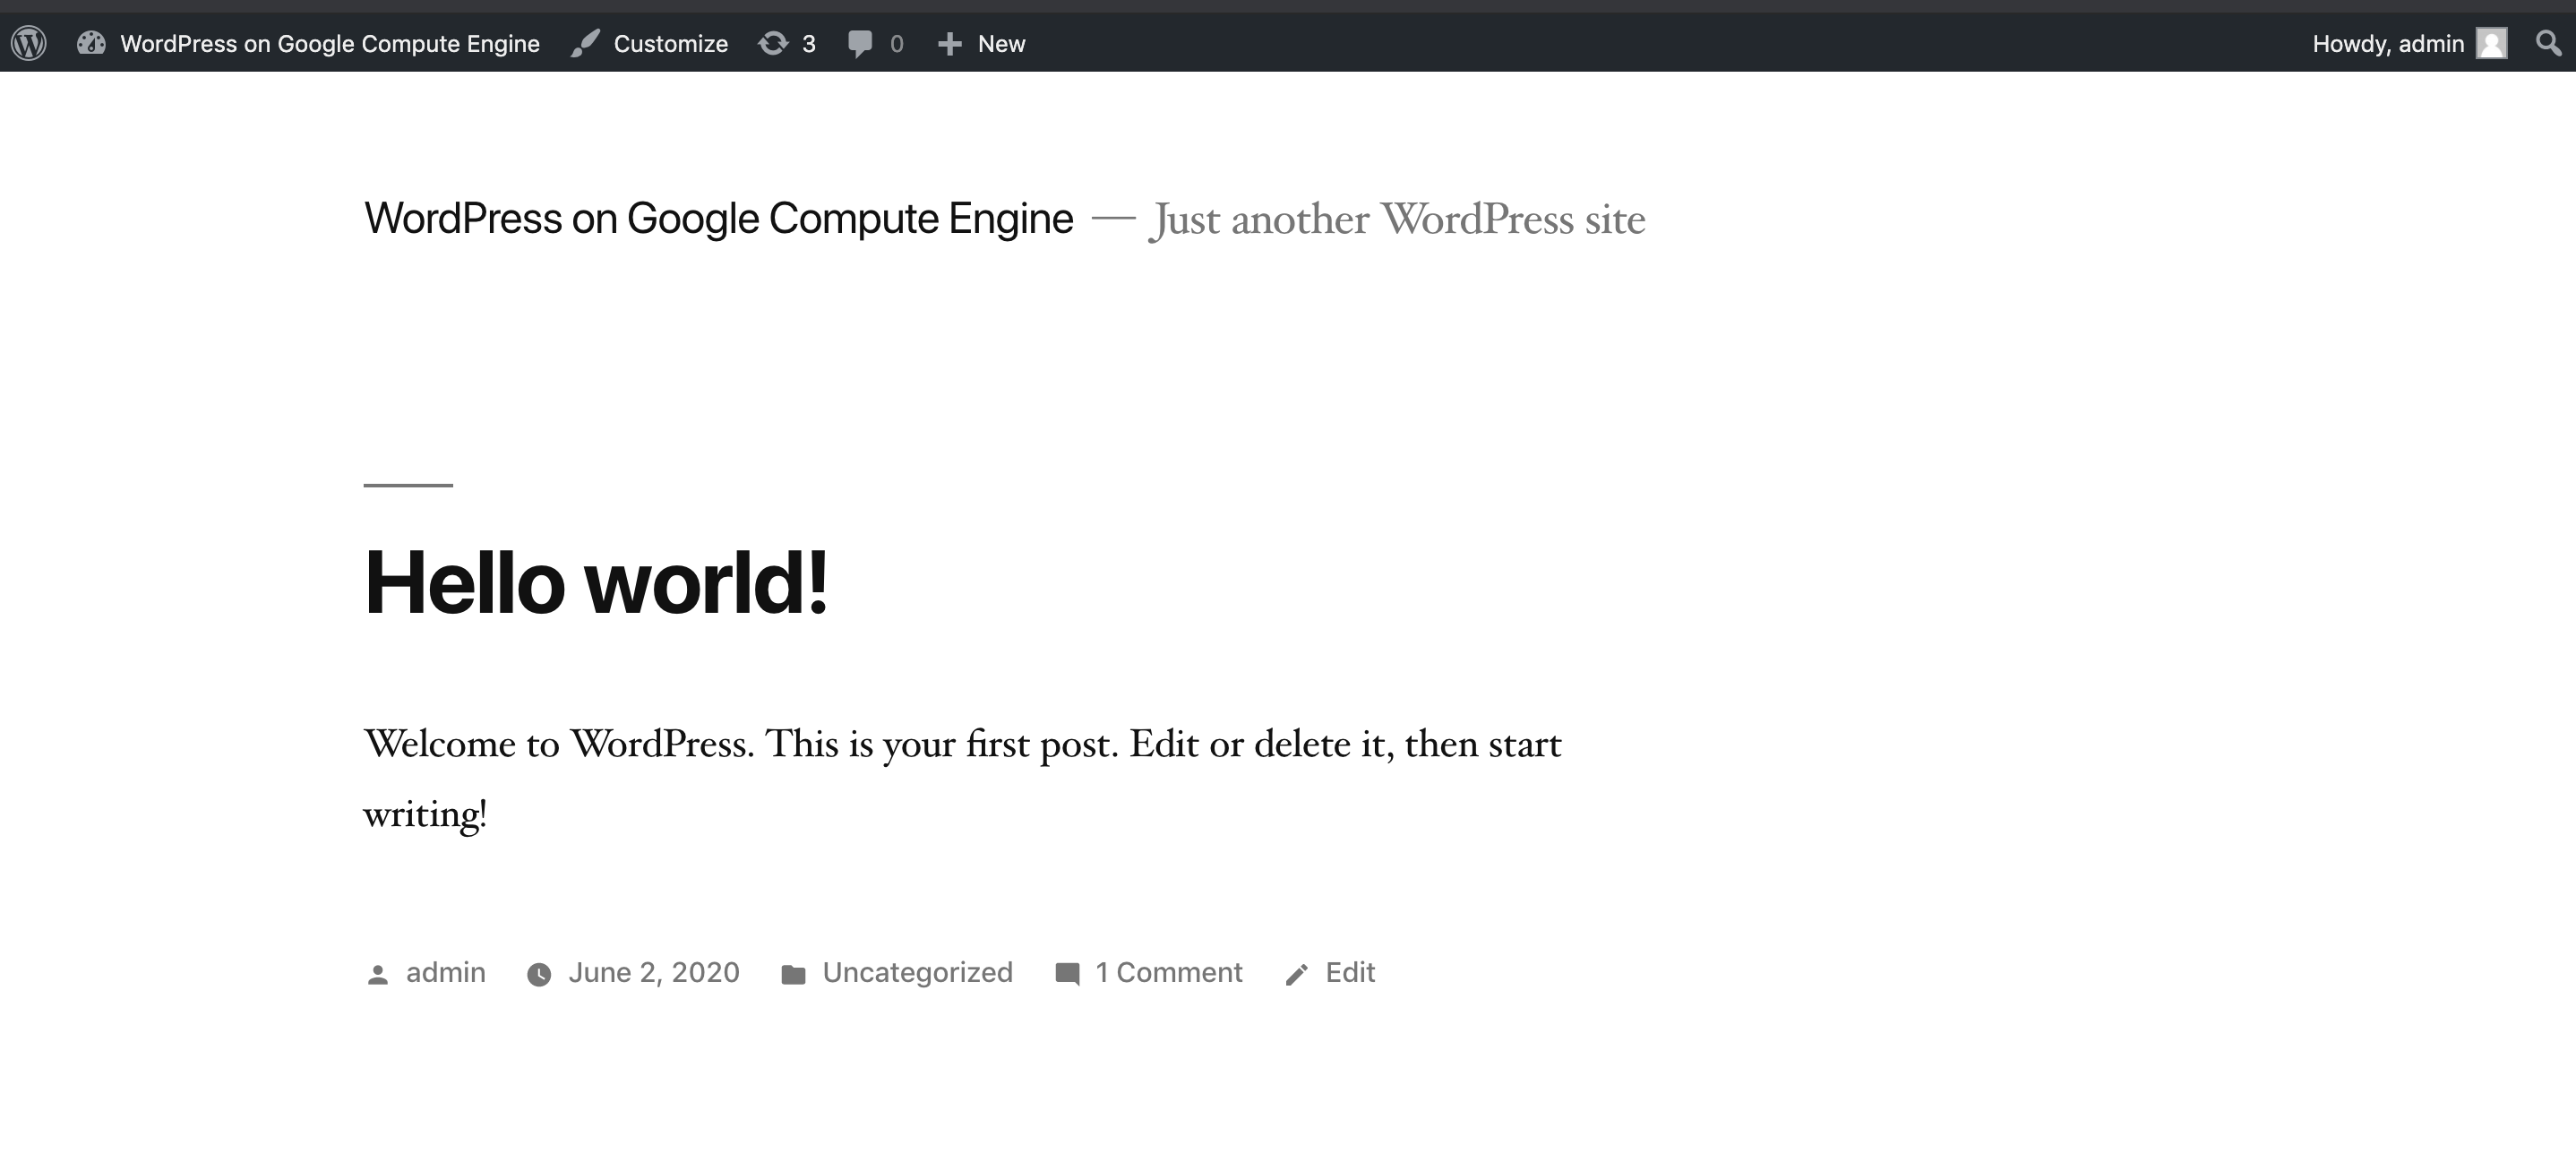 WordPress on Google Compute Engine Customize 3 0 New Howdy, admin
WordPress on Google Compute Engine — Just another WordPress site
Hello world!
Welcome to WordPress. This is your first post. Edit or delete it, then start
writing!
admin June 2, 2020 Uncategorized 1 Comment Edit